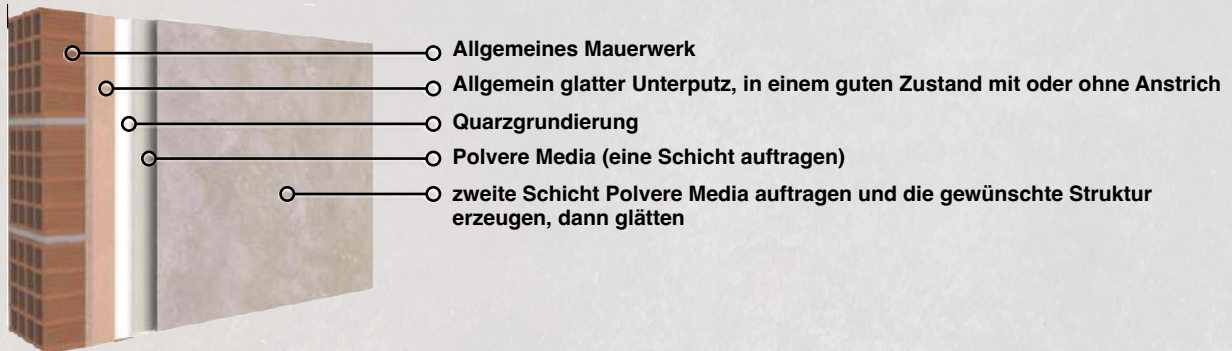 Allgemeines Mauerwerk
Allgemein glatter Unterputz, in einem guten Zustand mit oder ohne Anstrich
Quarzgrundierung
Polvere Media (eine Schicht auftragen)
zweite Schicht Polvere Media auftragen und die gewünschte Struktur
erzeugen, dann glätten